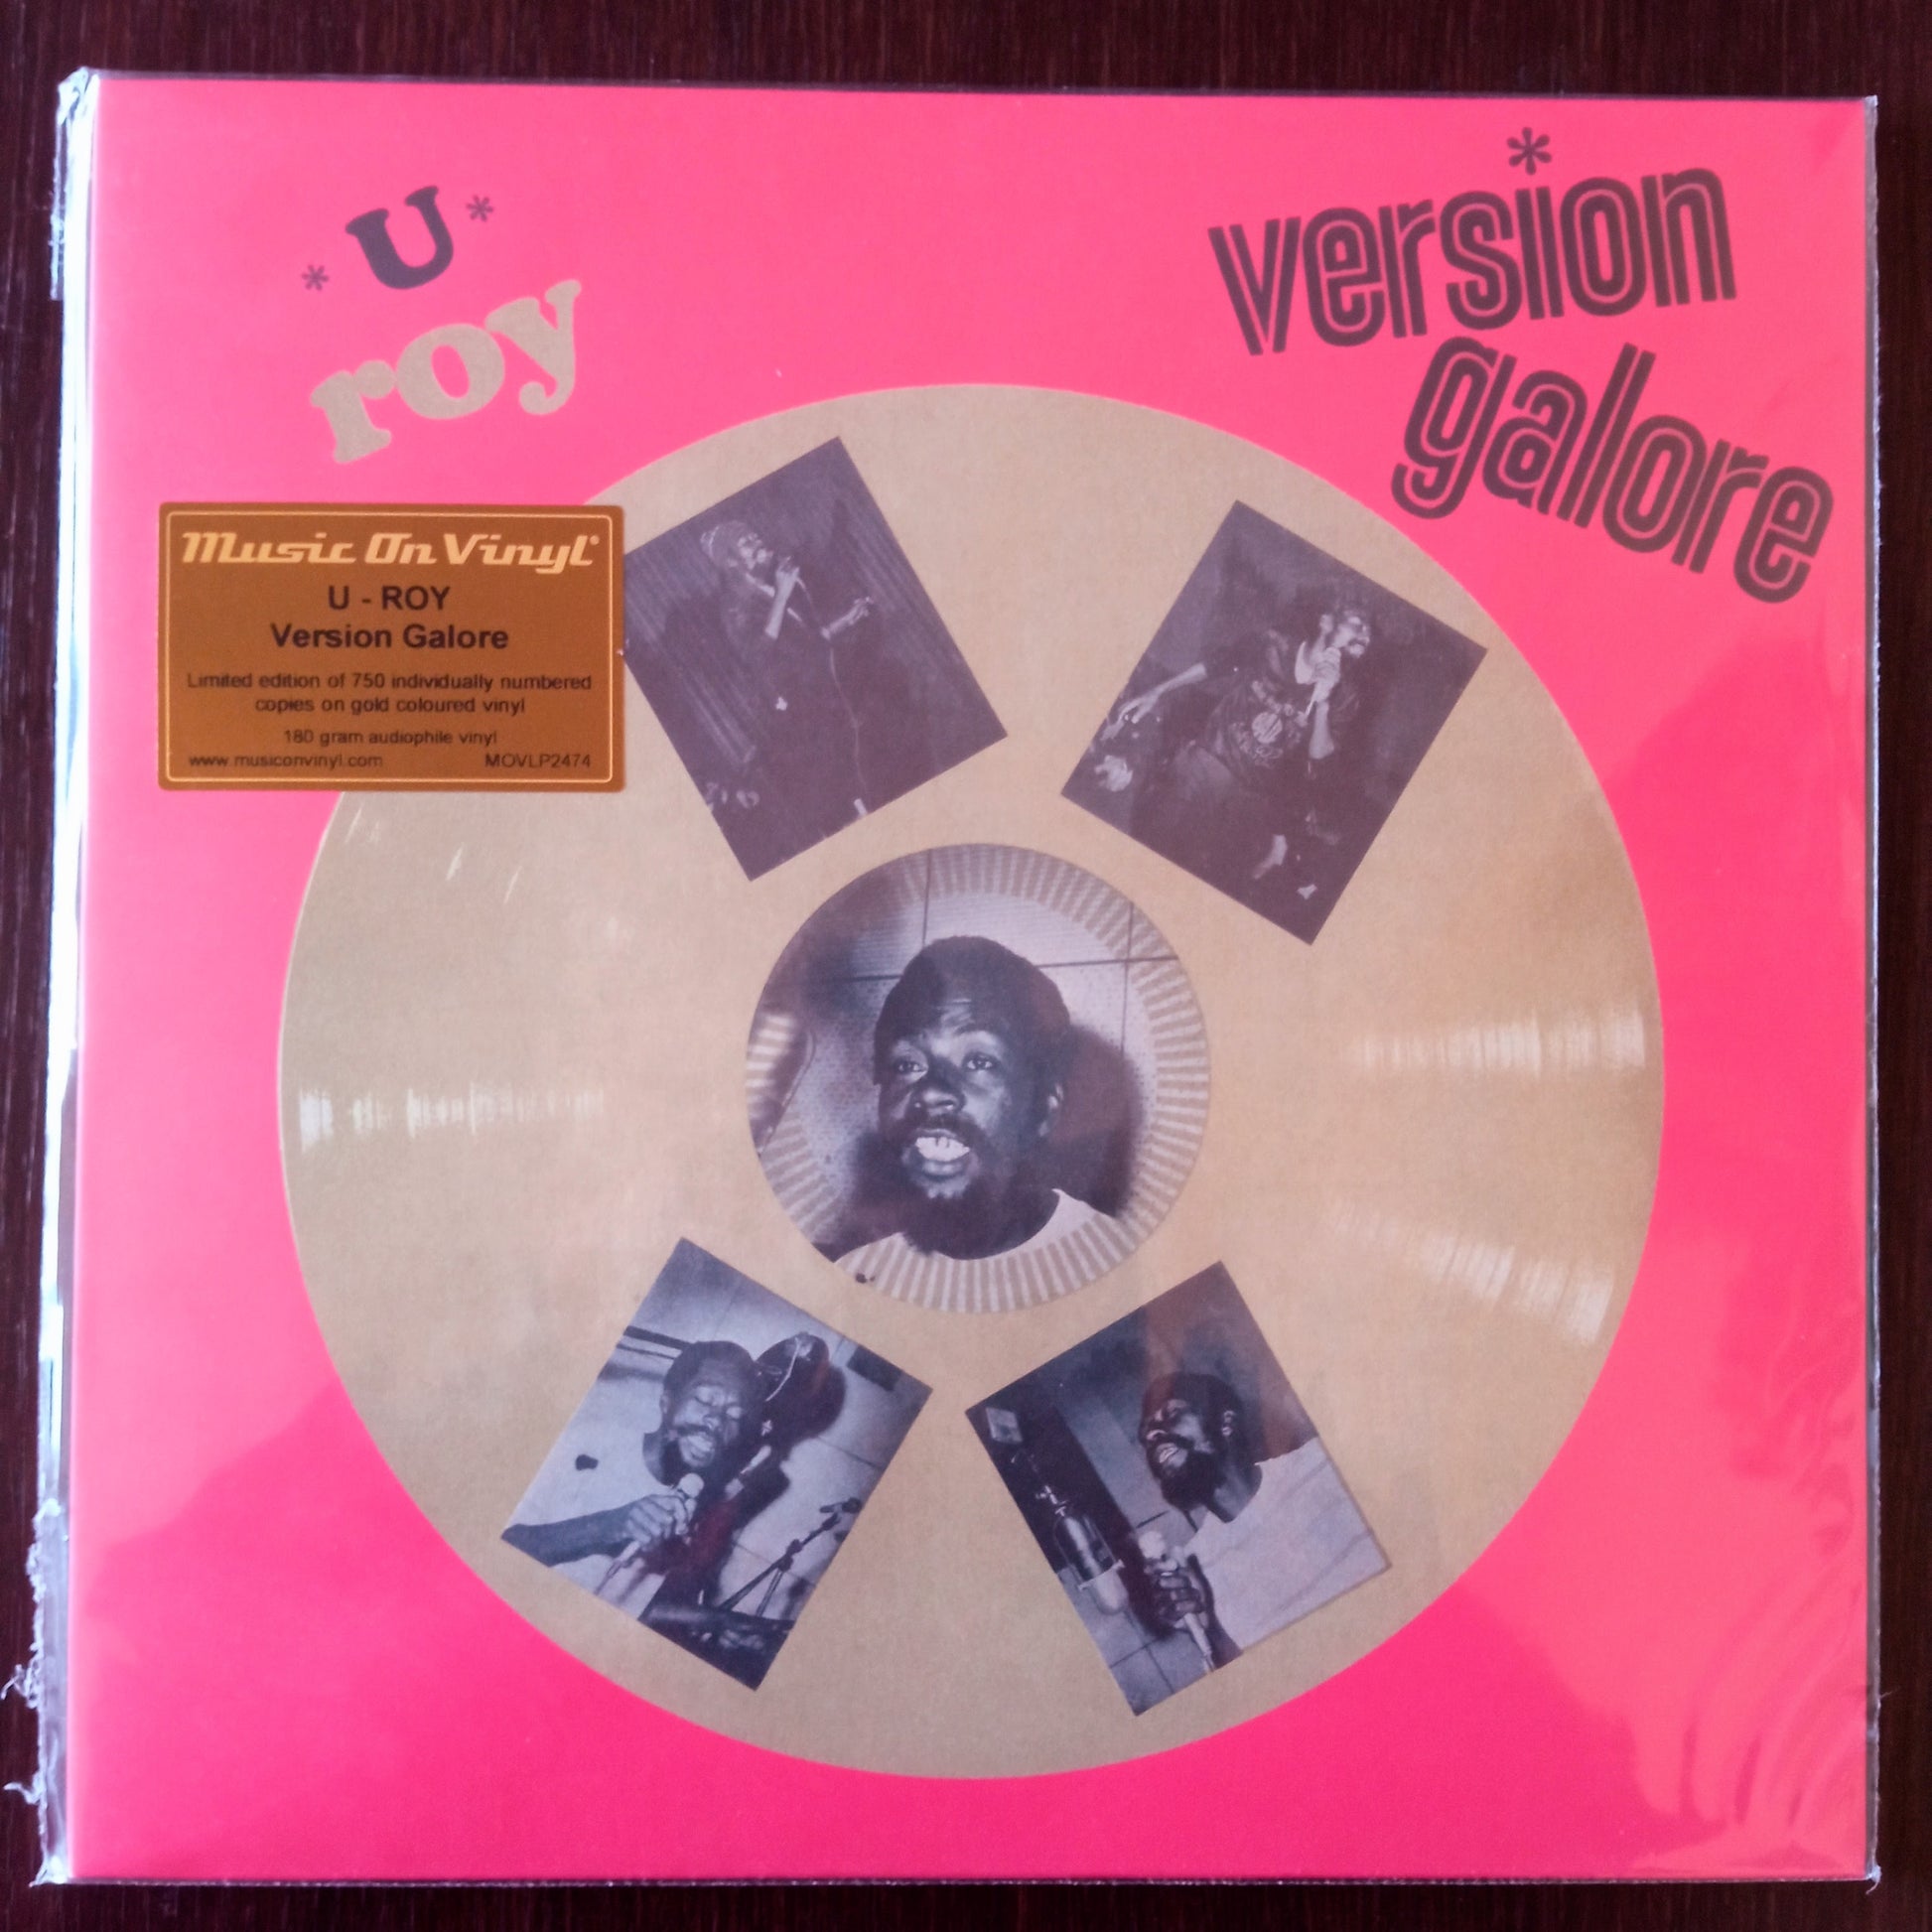 * U *
roy
version
galore
Music On Vinyl®
U - ROY
Version Galore
Limited edition of 750 individually numbered
copies on gold coloured vinyl
180 gram audiophile vinyl
www.musiconvinyl.com MOVLP2474